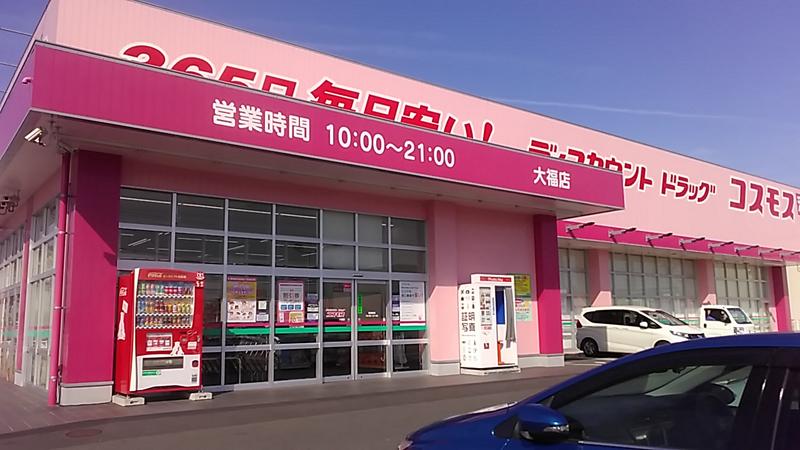 365日 毎日安い!
ディスカウント ドラッグ コスモス
営業時間 10:00〜21:00
大福店
証明写真